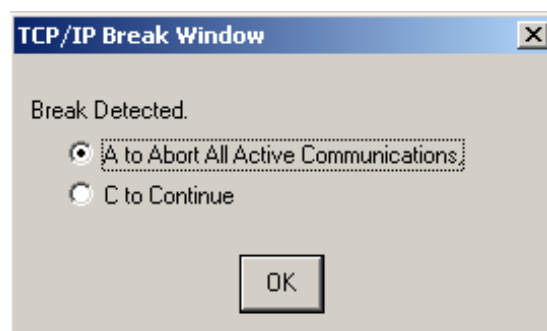 TCP/IP Break Window
Break Detected.
A to Abort All Active Communications,
C to Continue
OK